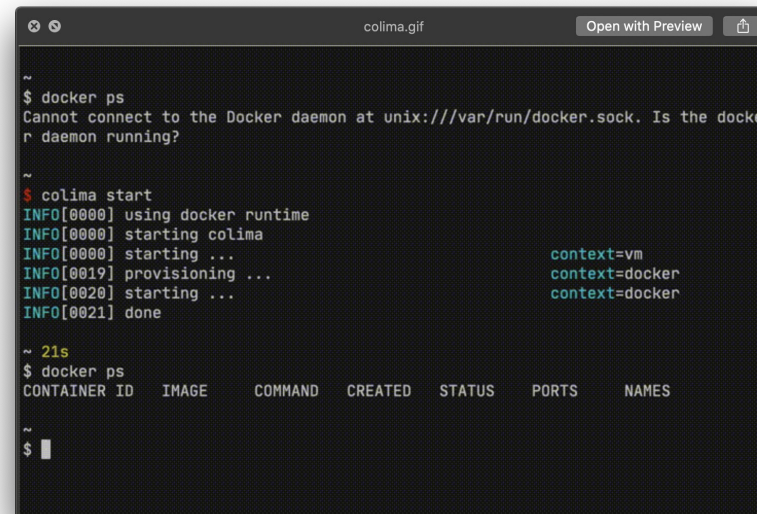 colima.gif
Open with Preview
~
$ docker ps
Cannot connect to the Docker daemon at unix:///var/run/docker.sock. Is the docke
r daemon running?
~
$ colima start
INFO[0000] using docker runtime
INFO[0000] starting colima
INFO[0000] starting ... context=vm
INFO[0019] provisioning ... context=docker
INFO[0020] starting ... context=docker
INFO[0021] done
~ 21s
$ docker ps
CONTAINER ID IMAGE COMMAND CREATED STATUS PORTS NAMES
~
$